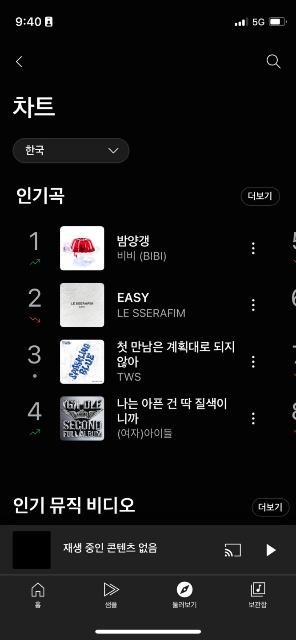 9:40
5G
차트
한국
인기곡
더보기
1
밤양갱
비비 (BIBI)
2
EASY
LE SSERAFIM
LE SSERAFIM
3
첫 만남은 계획대로 되지
않아
TWS
SPARKLING
BLUE
4
나는 아픈 건 딱 질색이
니까
(여자)아이들
SECOND
FULL ALBUM
인기 뮤직 비디오
더보기
재생 중인 콘텐츠 없음
홈
샘플
둘러보기
보관함